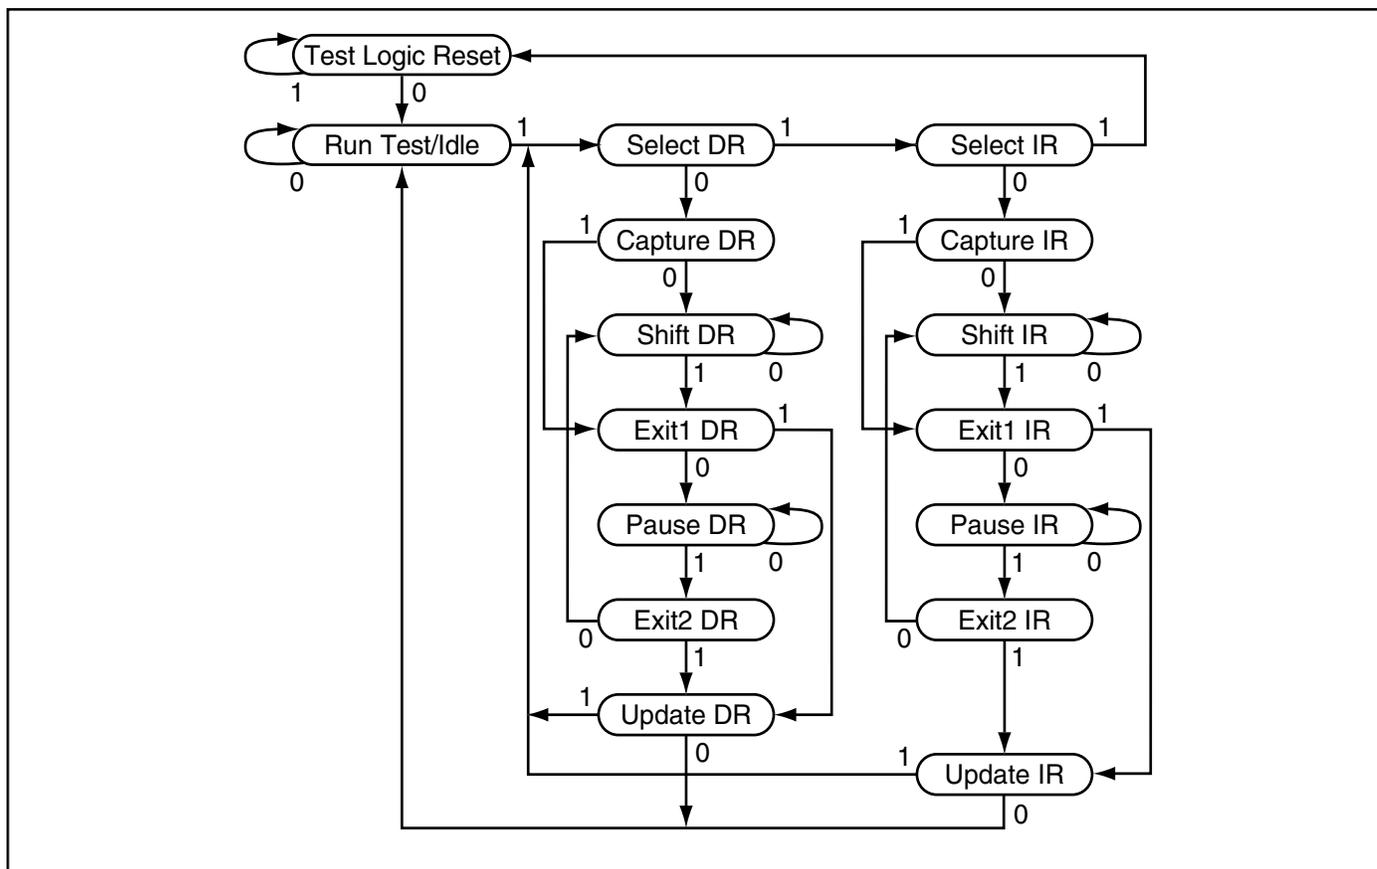 Test Logic Reset
1 0
Run Test/Idle 1 Select DR 1 Select IR 1
0 0 0
1 Capture DR 1 Capture IR
0 0
Shift DR Shift IR
1 0 1 0
Exit1 DR 1 Exit1 IR 1
0 0
Pause DR Pause IR
1 0 1 0
Exit2 DR Exit2 IR
0 1 0 1
1 Update DR
0 1
Update IR
0